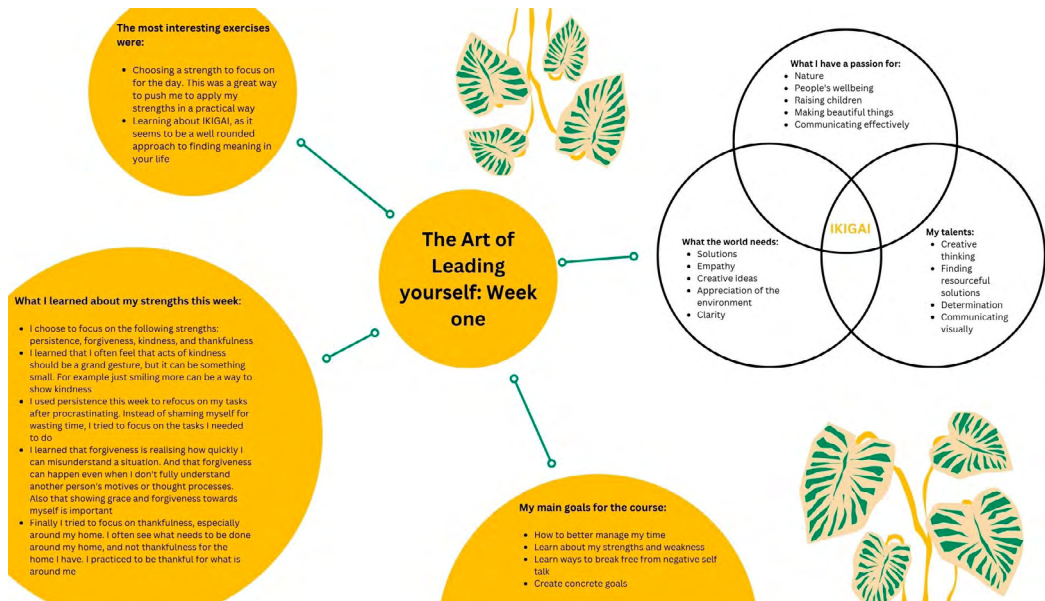 The most interesting exercises
were:
• Choosing a strength to focus on
for the day. This was a great way
to push me to apply my
strengths in a practical way
• Learning about IKIGAI, as it
seems to be a well rounded
approach to finding meaning in
your life
The Art of
Leading
yourself: Week
one
What I have a passion for:
• Nature
• People's wellbeing
• Raising children
• Making beautiful things
• Communicating effectively
What the world needs:
• Solutions
• Empathy
• Creative ideas
• Appreciation of the
environment
• Clarity
IKIGAI
My talents:
• Creative
thinking
• Finding
resourceful
solutions
• Determination
• Communicating
visually
What I learned about my strengths this week:
• I choose to focus on the following strengths:
persistence, forgiveness, kindness, and thankfulness
• I learned that I often feel that acts of kindness
should be a grand gesture, but it can be something
small. For example just smiling more can be a way to
show kindness
• I used persistence this week to refocus on my tasks
after procrastinating. Instead of shaming myself for
wasting time, I tried to focus on the tasks I needed
to do
• I learned that forgiveness is realising how quickly I
can misunderstand a situation. And that forgiveness
can happen even when I don't fully understand
another person's motives or thought processes.
Also that showing grace and forgiveness towards
myself is important
• Finally I tried to focus on thankfulness, especially
around my home. I often see what needs to be done
around my home, and not thankfulness for the
home I have. I practiced to be thankful for what is
around me
My main goals for the course:
• How to better manage my time
• Learn about my strengths and weakness
• Learn ways to break free from negative self
talk
• Create concrete goals